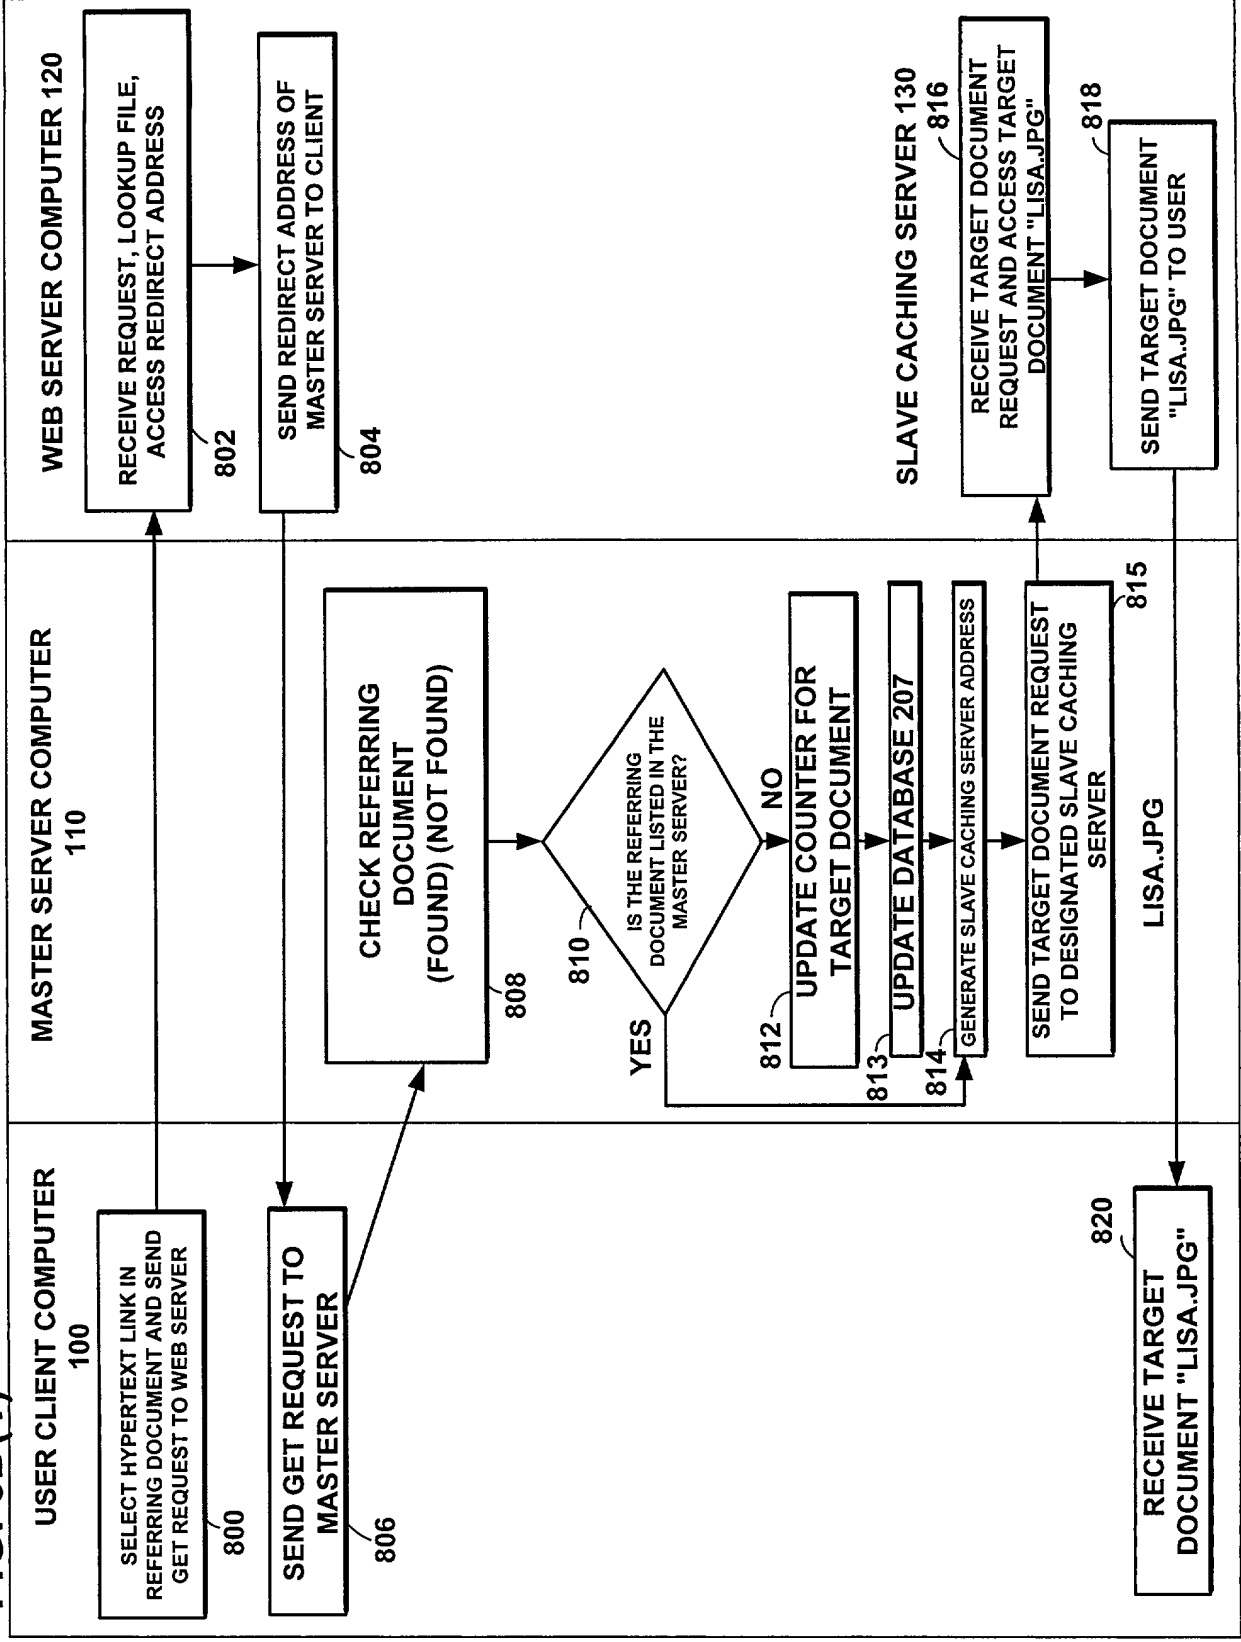 USER CLIENT COMPUTER
100
SELECT HYPERTEXT LINK IN
REFERRING DOCUMENT AND SEND
GET REQUEST TO WEB SERVER
800
SEND GET REQUEST TO
MASTER SERVER
806
RECEIVE TARGET
DOCUMENT "LISA.JPG"
820
MASTER SERVER COMPUTER
110
CHECK REFERRING
DOCUMENT
(FOUND) (NOT FOUND)
808
IS THE REFERRING
DOCUMENT LISTED IN THE
MASTER SERVER?
810
YES
NO
UPDATE COUNTER FOR
TARGET DOCUMENT
812
UPDATE DATABASE 207
813
GENERATE SLAVE CACHING SERVER ADDRESS
814
SEND TARGET DOCUMENT REQUEST
TO DESIGNATED SLAVE CACHING
SERVER
815
LISA.JPG
WEB SERVER COMPUTER 120
RECEIVE REQUEST, LOOKUP FILE,
ACCESS REDIRECT ADDRESS
802
SEND REDIRECT ADDRESS OF
MASTER SERVER TO CLIENT
804
SLAVE CACHING SERVER 130
816
RECEIVE TARGET DOCUMENT
REQUEST AND ACCESS TARGET
DOCUMENT "LISA.JPG"
818
SEND TARGET DOCUMENT
"LISA.JPG" TO USER